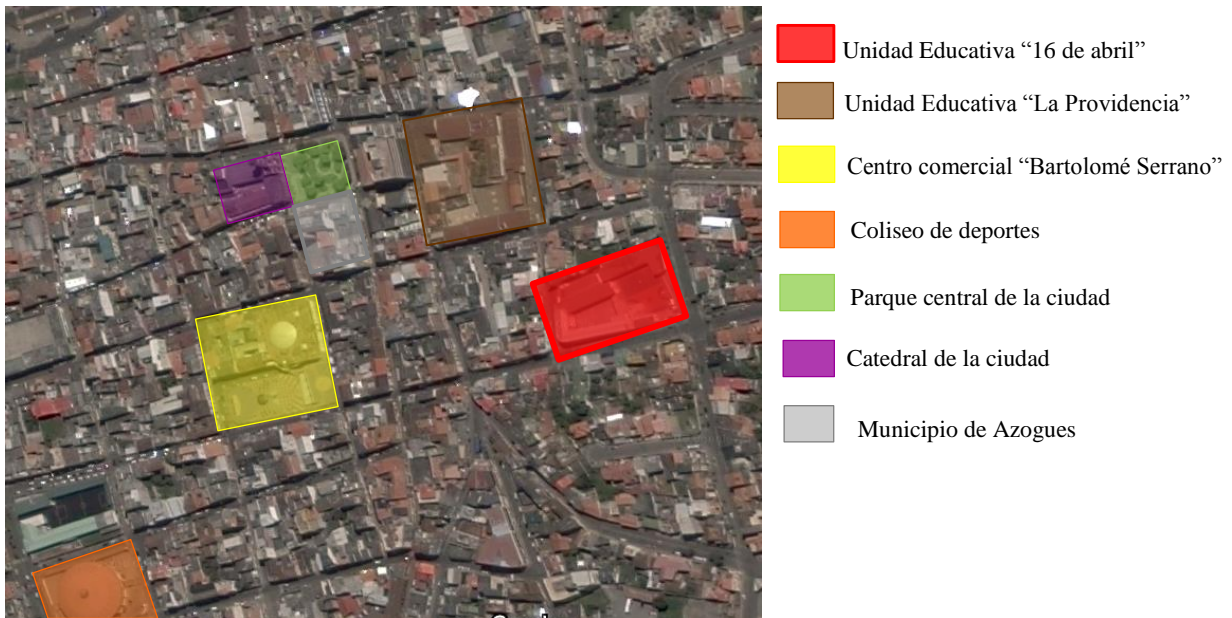 Unidad Educativa “16 de abril”
Unidad Educativa “La Providencia”
Centro comercial “Bartolomé Serrano”
Coliseo de deportes
Parque central de la ciudad
Catedral de la ciudad
Municipio de Azogues